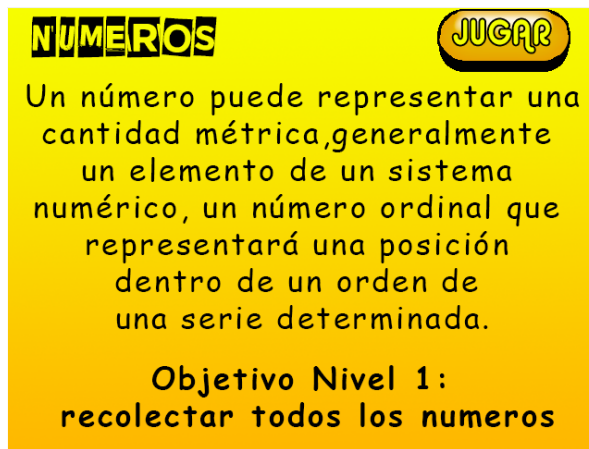 NUMEROS
JUGAR
Un número puede representar una
cantidad métrica,generalmente
un elemento de un sistema
numérico, un número ordinal que
representará una posición
dentro de un orden de
una serie determinada.
Objetivo Nivel 1:
recolectar todos los numeros